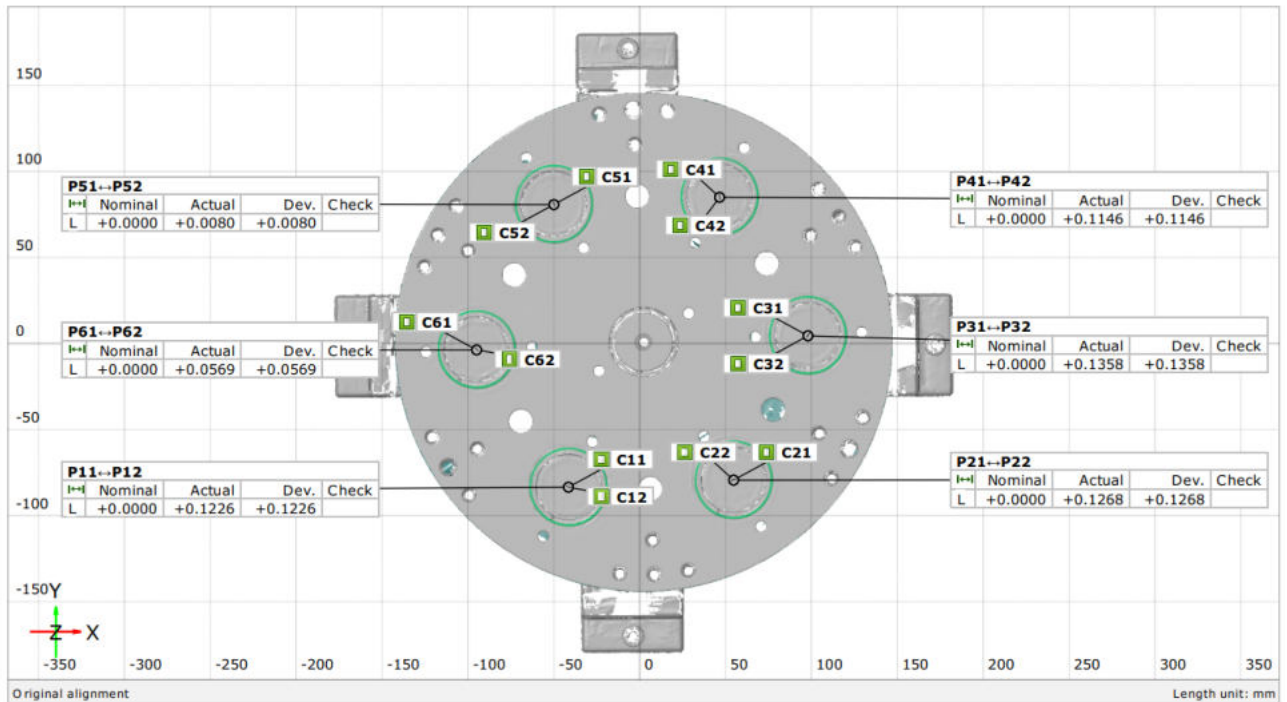 150
100
50
0
-50
-100
-150
P51↔P52
Nominal Actual Dev. Check
L +0.0000 +0.0080 +0.0080
P61↔P62
Nominal Actual Dev. Check
L +0.0000 +0.0569 +0.0569
P11↔P12
Nominal Actual Dev. Check
L +0.0000 +0.1226 +0.1226
C51
C52
C41
C42
C61
C62
C31
C32
C11
C12
C22
C21
P41↔P42
Nominal Actual Dev. Check
L +0.0000 +0.1146 +0.1146
P31↔P32
Nominal Actual Dev. Check
L +0.0000 +0.1358 +0.1358
P21↔P22
Nominal Actual Dev. Check
L +0.0000 +0.1268 +0.1268
Y
Z X
-350 -300 -250 -200 -150 -100 -50 0 50 100 150 200 250 300 350
Original alignment
Length unit: mm